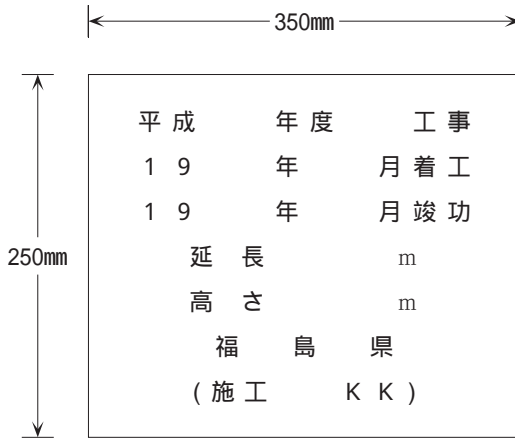 350mm
平成 年度 工事
19 年 月着工
19 年 月竣功
250mm
延長 m
高さ m
福島県
(施工 KK)